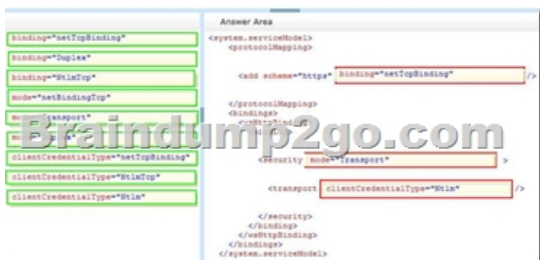 Answer Area
binding="netTcpBinding"
binding="Duplex"
binding="NtlmTcp"
mode="netBindingTcp"
clientCredentialType="netTcpBinding"
clientCredentialType="NtlmTcp"
clientCredentialType="Ntlm"
<system.serviceModel>
<protocolMapping>
<add scheme="https" binding="netTcpBinding" />
</protocolMapping>
<bindings>
Braindump2go.com
<security mode="Transport" >
<transport clientCredentialType="Ntlm" />
</security>
</binding>
</wsHttpBinding>
</bindings>
</system.serviceModel>